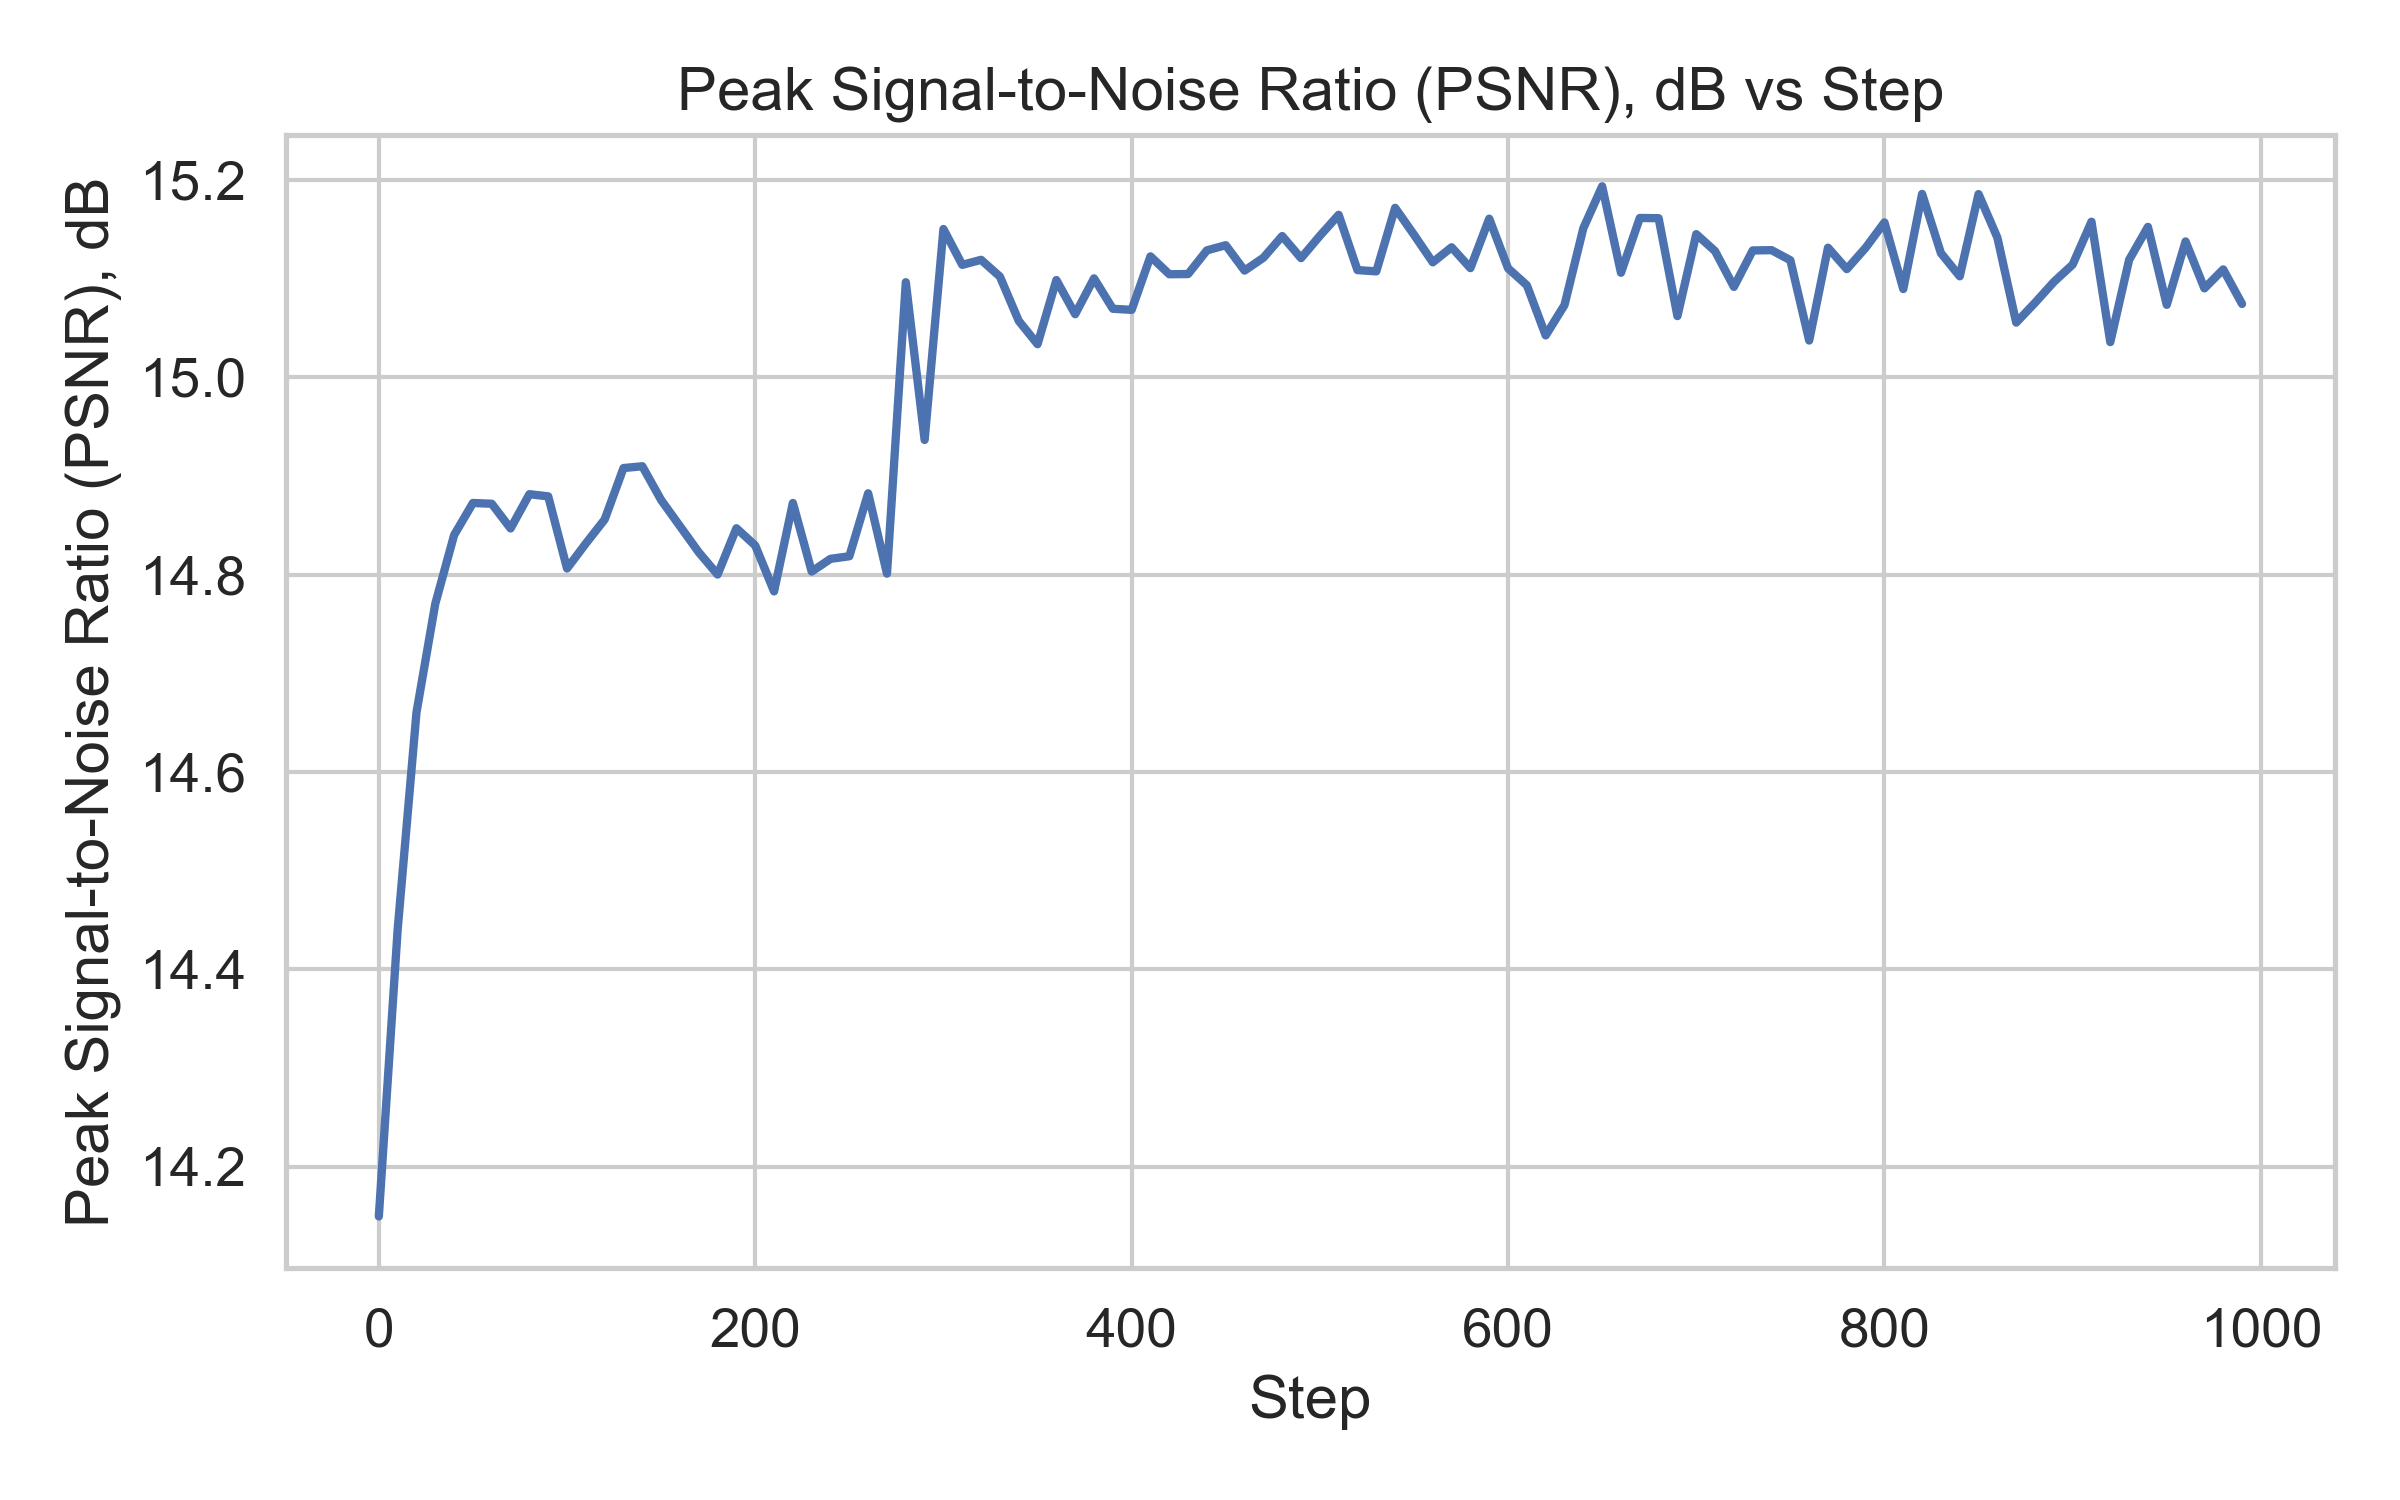 Peak Signal-to-Noise Ratio (PSNR), dB vs Step
Peak Signal-to-Noise Ratio (PSNR), dB
15.2
15.0
14.8
14.6
14.4
14.2
0 200 400 600 800 1000
Step